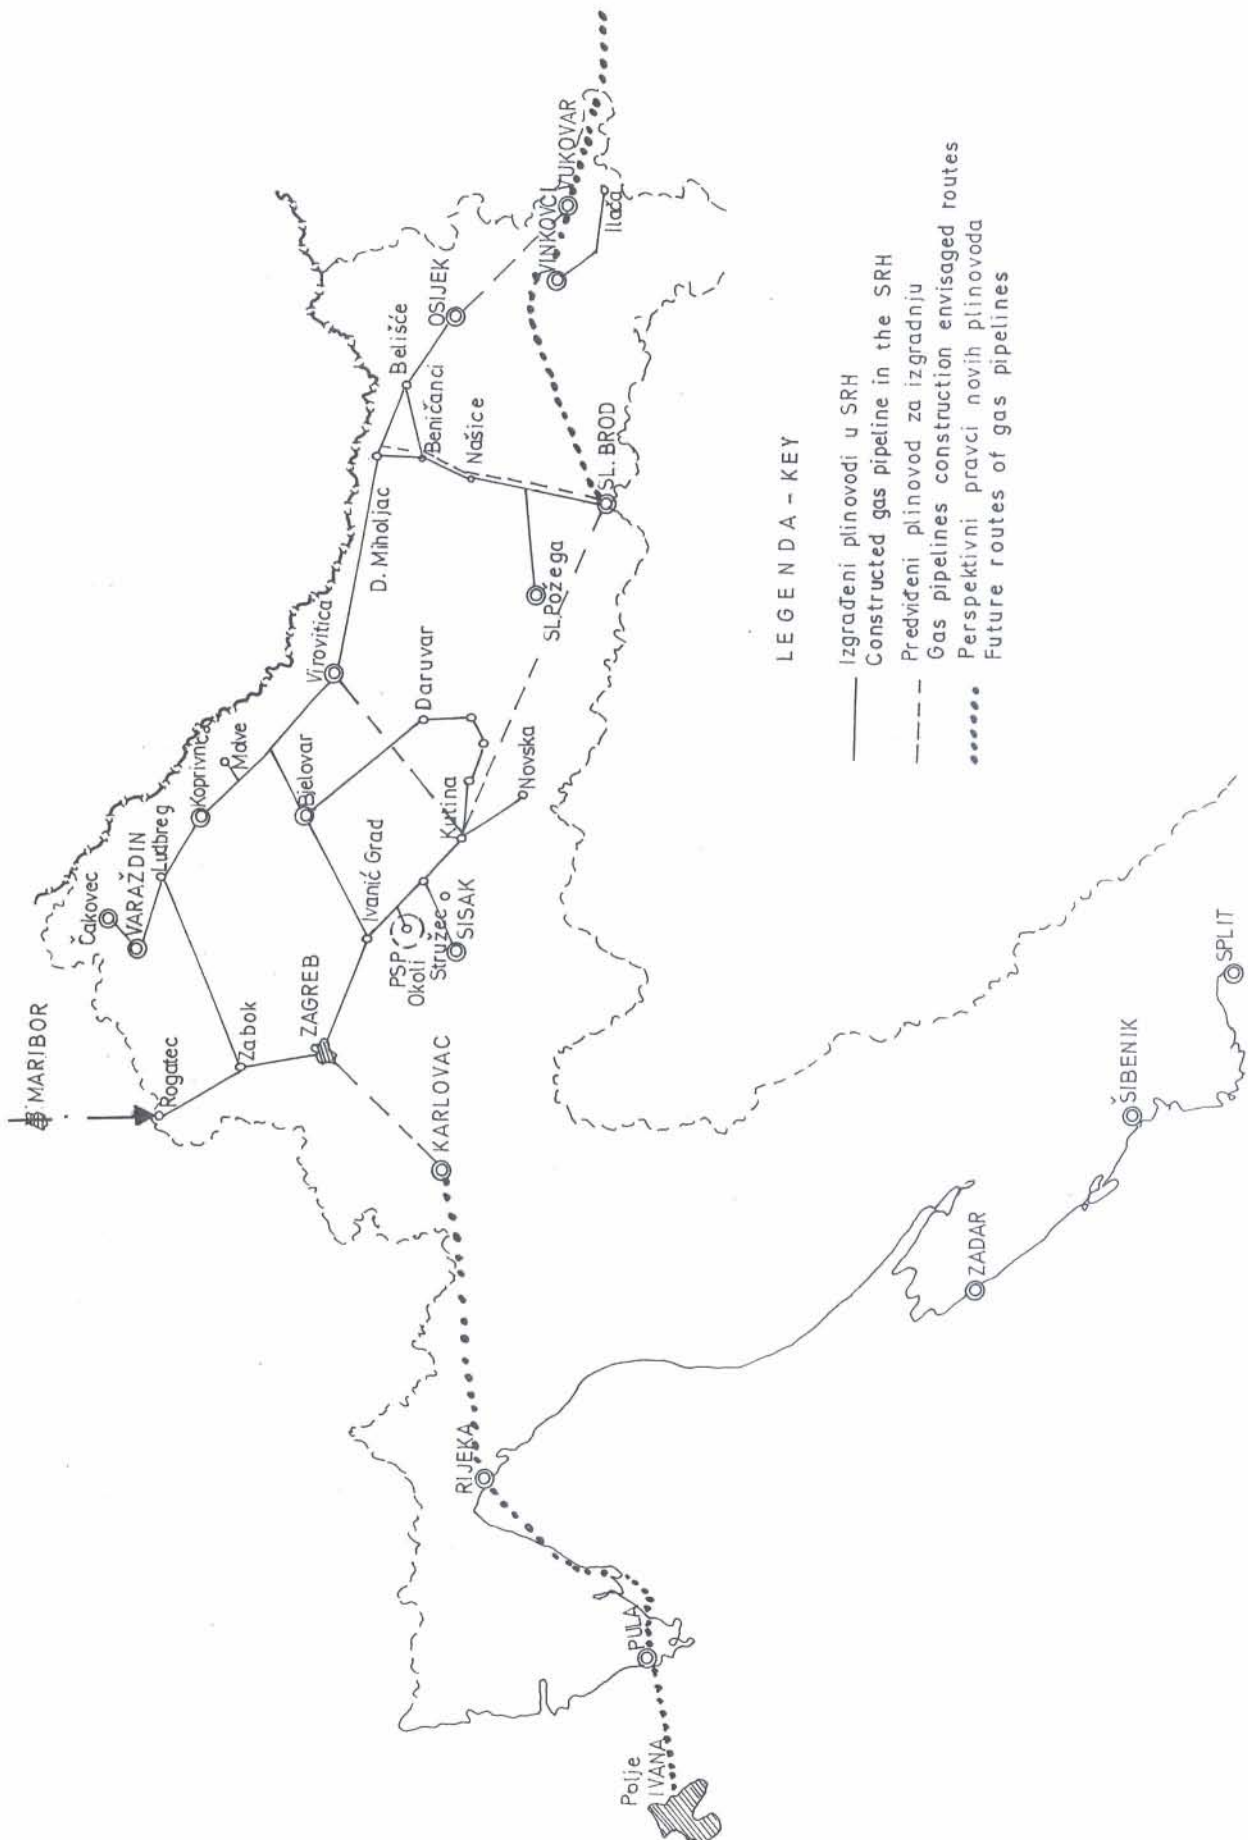 MARIBOR
Rogatec
Čakovec
VARAŽDIN
Ludbreg
Koprivnica
Zabok
Virovitica
ZAGREB
Bjelovar
D. Miholjac
Belišće
Beničanci
OSIJEK
Ivanić Grad
PSP
Okoli
Stružec
SISAK
Daruvar
Kutina
Našice
KARLOVAC
Novska
SL.Požega
VINKOVCI
VUKOVAR
Ilača
SL. BROD
RIJEKA
PULA
Polje
IVANA
ZADAR
ŠIBENIK
SPLIT
LEGENDA - KEY
Izgrađeni plinovodi u SRH
Constructed gas pipeline in the SRH
Predviđeni plinovod za izgradnju
Gas pipelines construction envisaged routes
Perspektivni pravci novih plinovoda
Future routes of gas pipelines